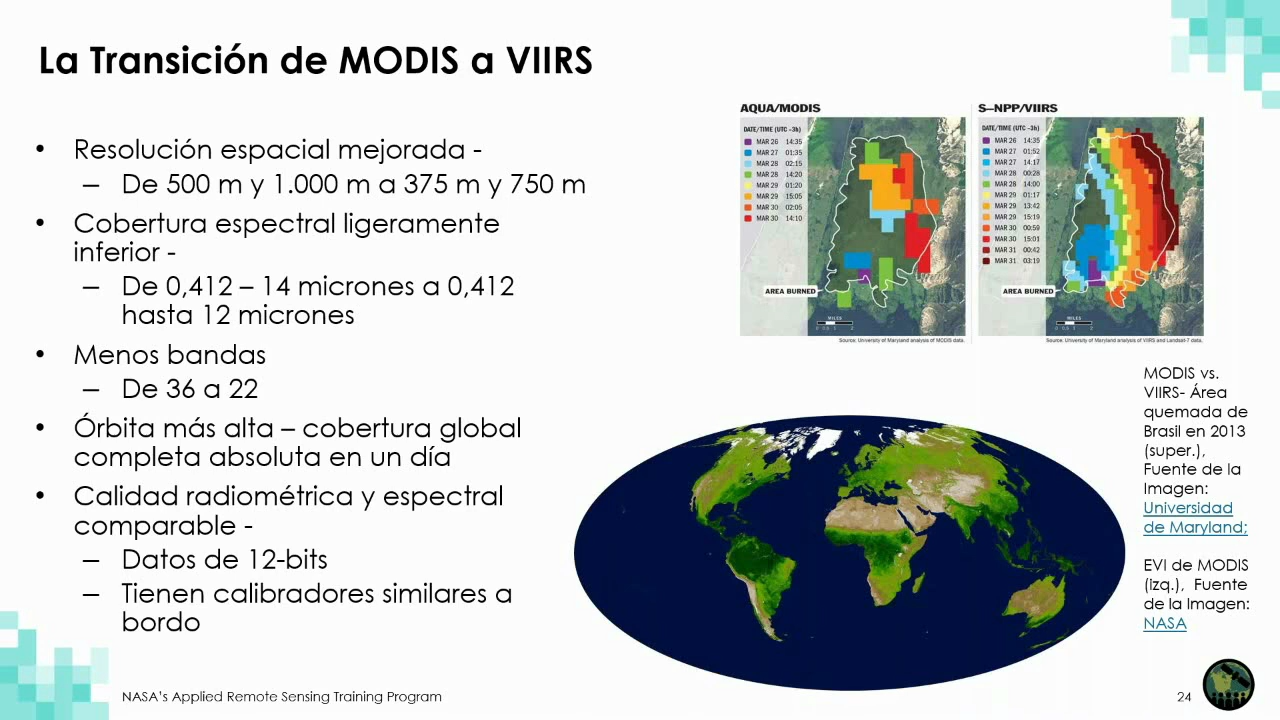 La Transición de MODIS a VIIRS
• Resolución espacial mejorada -
– De 500 m y 1.000 m a 375 m y 750 m
• Cobertura espectral ligeramente
inferior -
– De 0,412 – 14 micrones a 0,412
hasta 12 micrones
• Menos bandas
– De 36 a 22
• Órbita más alta – cobertura global
completa absoluta en un día
• Calidad radiométrica y espectral
comparable -
– Datos de 12-bits
– Tienen calibradores similares a
bordo
AQUA/MODIS
DATE/TIME (UTC -3h)
MAR 26 14:35
MAR 27 01:35
MAR 28 02:15
MAR 28 14:20
MAR 29 01:20
MAR 29 15:05
MAR 30 02:05
MAR 30 14:10
AREA BURNED
MILES
0 0.5 1 2
Source: University of Maryland analysis of MODIS data.
S–NPP/VIIRS
DATE/TIME (UTC -3h)
MAR 26 14:35
MAR 27 01:52
MAR 27 14:17
MAR 28 00:28
MAR 28 14:00
MAR 29 01:17
MAR 29 13:42
MAR 29 15:19
MAR 30 00:59
MAR 30 15:01
MAR 31 00:42
MAR 31 03:19
AREA BURNED
MILES
0 0.5 1 2
Source: University of Maryland analysis of VIIRS and Landsat-7 data.
MODIS vs.
VIIRS- Área
quemada de
Brasil en 2013
(super.),
Fuente de la
Imagen:
Universidad
de Maryland;
EVI de MODIS
(izq.), Fuente
de la Imagen:
NASA
NASA's Applied Remote Sensing Training Program
24